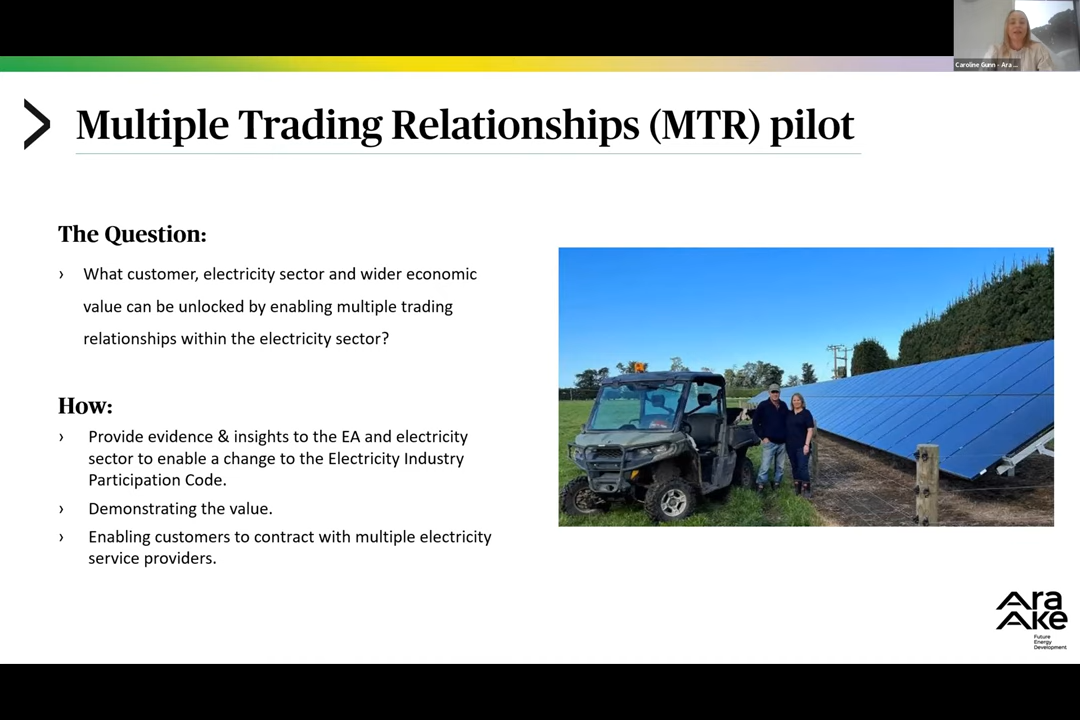 Caroline Gunn - Ara ...
Multiple Trading Relationships (MTR) pilot
The Question:
› What customer, electricity sector and wider economic
value can be unlocked by enabling multiple trading
relationships within the electricity sector?
How:
› Provide evidence & insights to the EA and electricity
sector to enable a change to the Electricity Industry
Participation Code.
› Demonstrating the value.
› Enabling customers to contract with multiple electricity
service providers.
Ara
Ake
Future
Energy
Development